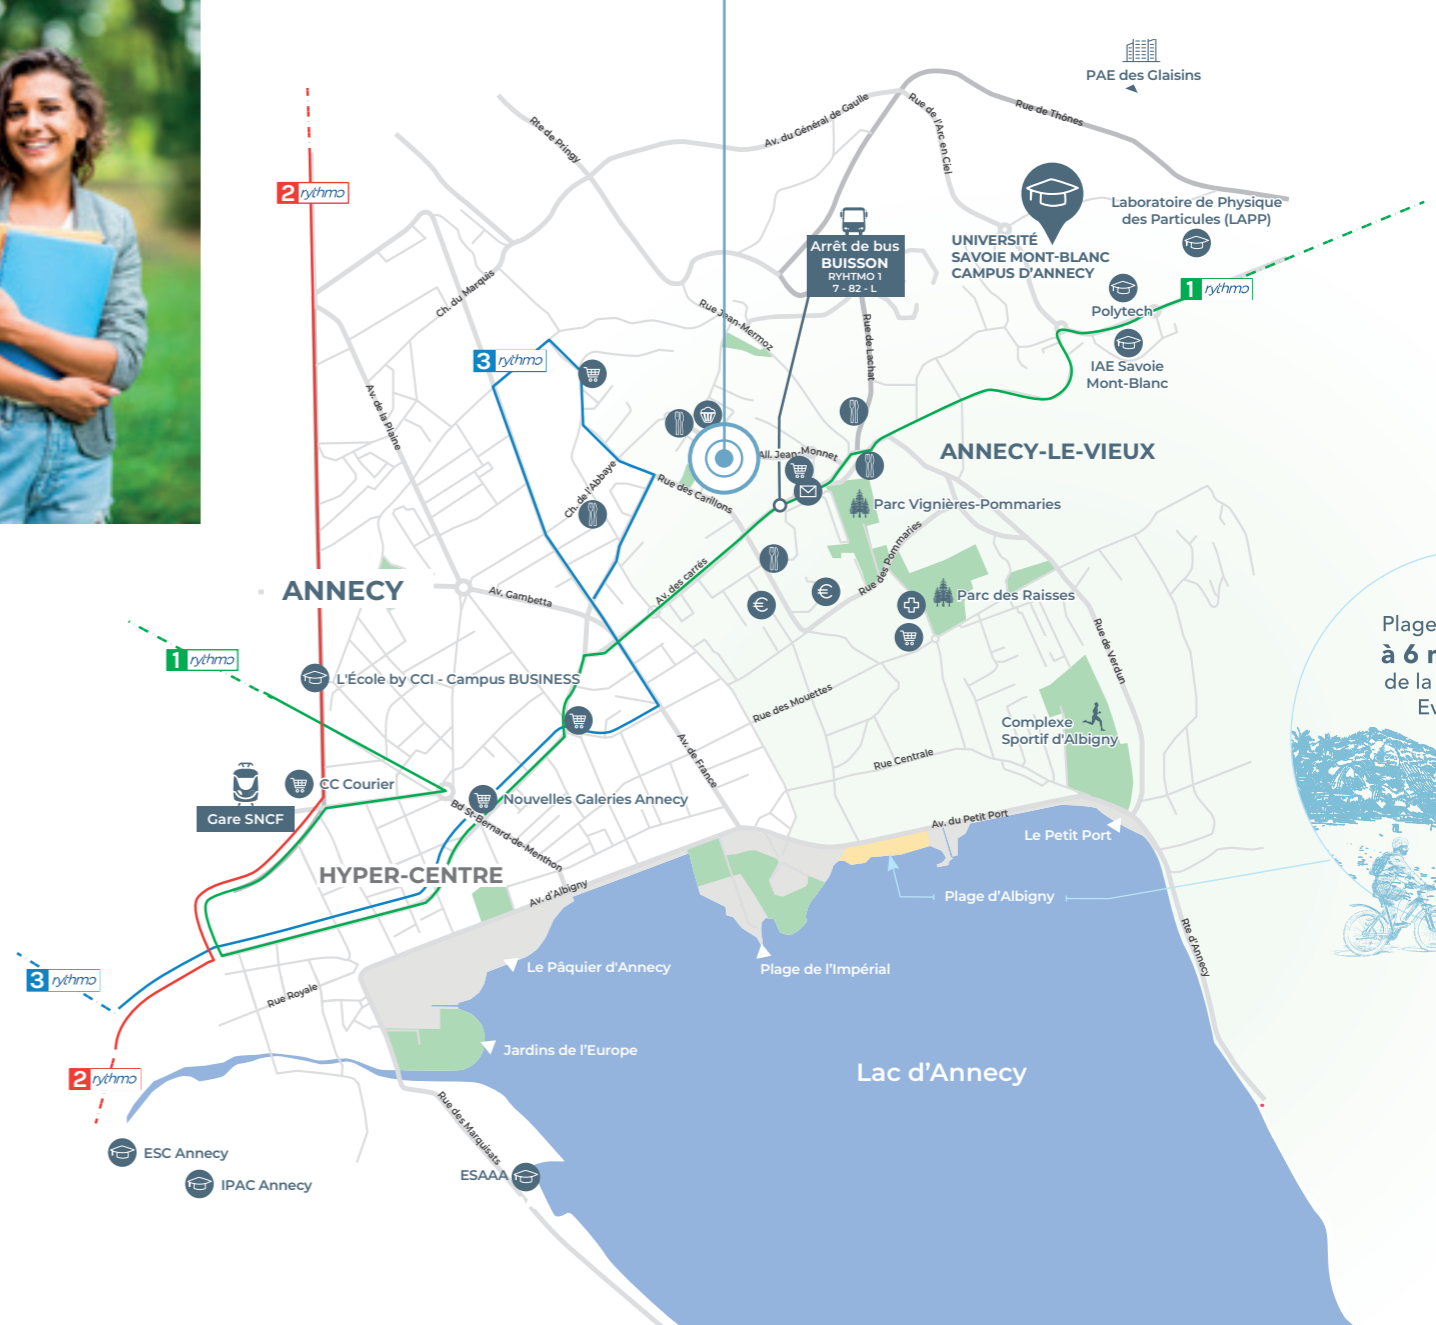 PAE des Glaisins
Rte de Pringy
Av. du Général de Gaulle
Rue de l'Arc en Ciel
Rue de Thônes
2 rythmo
Laboratoire de Physique
des Particules (LAPP)
Arrêt de bus
BUISSON
RYHTMO 1
7 - 82 - L
UNIVERSITÉ
SAVOIE MONT-BLANC
CAMPUS D'ANNECY
Ch. du Marquis
1 rythmo
Polytech
Rue Jean-Mermoz
Rue de Lachat
3 rythmo
IAE Savoie
Mont-Blanc
Av. de la Plaine
All. Jean-Monnet
ANNECY-LE-VIEUX
Ch. de l'Abbaye
Rue des Carillons
Parc Vignières-Pommaries
Rue des Pommaries
Av. des carrés
ANNECY
Av. Gambetta
€
€
Parc des Raisses
Rue de Verdun
Plage
à 6
de la
Ev
1 rythmo
L'École by CCI - Campus BUSINESS
Rue des Mouettes
Complexe
Sportif d'Albigny
Av. de France
Rue Centrale
CC Courier
Nouvelles Galeries Annecy
Gare SNCF
Bd St-Bernard-de-Menthon
Av. du Petit Port
Le Petit Port
HYPER-CENTRE
Av. d'Albigny
Plage d'Albigny
Rte d'Annecy
Le Pâquier d'Annecy
Plage de l'Impérial
3 rythmo
Rue Royale
Jardins de l'Europe
Lac d'Annecy
2 rythmo
Rue des Marquisats
ESC Annecy
IPAC Annecy
ESAAA